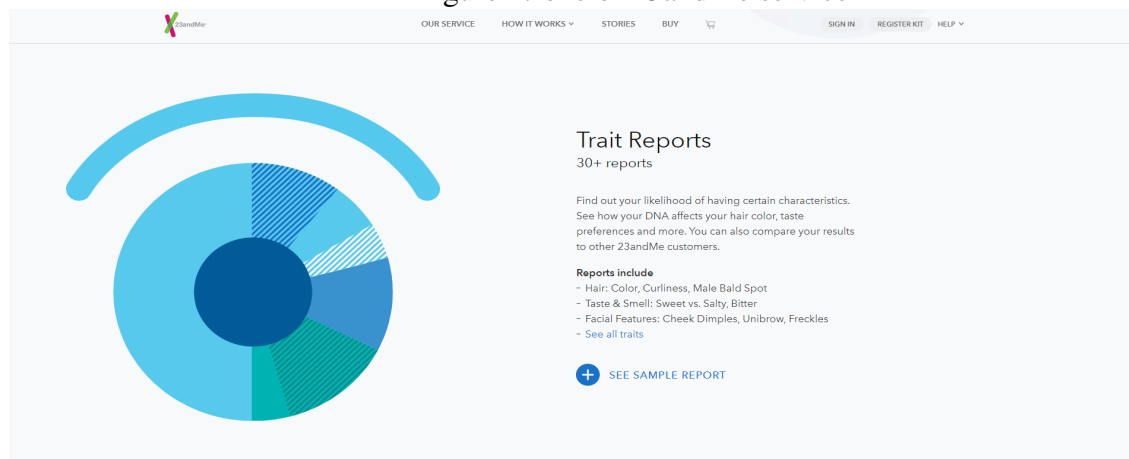 23andMe
OUR SERVICE HOW IT WORKS STORIES BUY SIGN IN REGISTER KIT HELP
Trait Reports
30+ reports
Find out your likelihood of having certain characteristics.
See how your DNA affects your hair color, taste
preferences and more. You can also compare your results
to other 23andMe customers.
Reports include
– Hair: Color, Curliness, Male Bald Spot
– Taste & Smell: Sweet vs. Salty, Bitter
– Facial Features: Cheek Dimples, Unibrow, Freckles
– See all traits
SEE SAMPLE REPORT